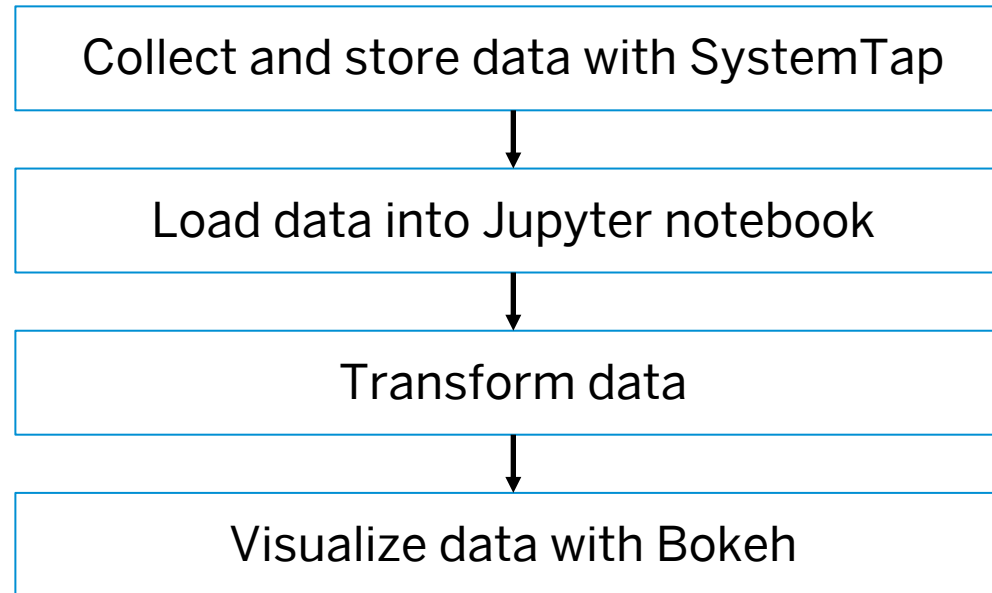 Collect and store data with SystemTap
Load data into Jupyter notebook
Transform data
Visualize data with Bokeh